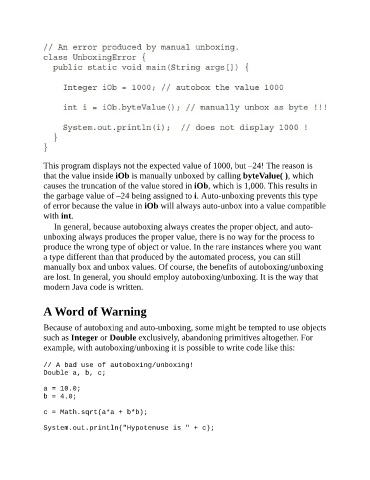 // An error produced by manual unboxing.
class UnboxingError {
  public static void main(String args[]) {

    Integer iOb = 1000; // autobox the value 1000

    int i = iOb.byteValue(); // manually unbox as byte !!!

    System.out.println(i);  // does not display 1000 !
  }
}
This program displays not the expected value of 1000, but –24! The reason is
that the value inside iOb is manually unboxed by calling byteValue( ), which
causes the truncation of the value stored in iOb, which is 1,000. This results in
the garbage value of –24 being assigned to i. Auto-unboxing prevents this type
of error because the value in iOb will always auto-unbox into a value compatible
with int.
In general, because autoboxing always creates the proper object, and auto-
unboxing always produces the proper value, there is no way for the process to
produce the wrong type of object or value. In the rare instances where you want
a type different than that produced by the automated process, you can still
manually box and unbox values. Of course, the benefits of autoboxing/unboxing
are lost. In general, you should employ autoboxing/unboxing. It is the way that
modern Java code is written.
A Word of Warning
Because of autoboxing and auto-unboxing, some might be tempted to use objects
such as Integer or Double exclusively, abandoning primitives altogether. For
example, with autoboxing/unboxing it is possible to write code like this:
// A bad use of autoboxing/unboxing!
Double a, b, c;

a = 10.0;
b = 4.0;

c = Math.sqrt(a*a + b*b);

System.out.println("Hypotenuse is " + c);